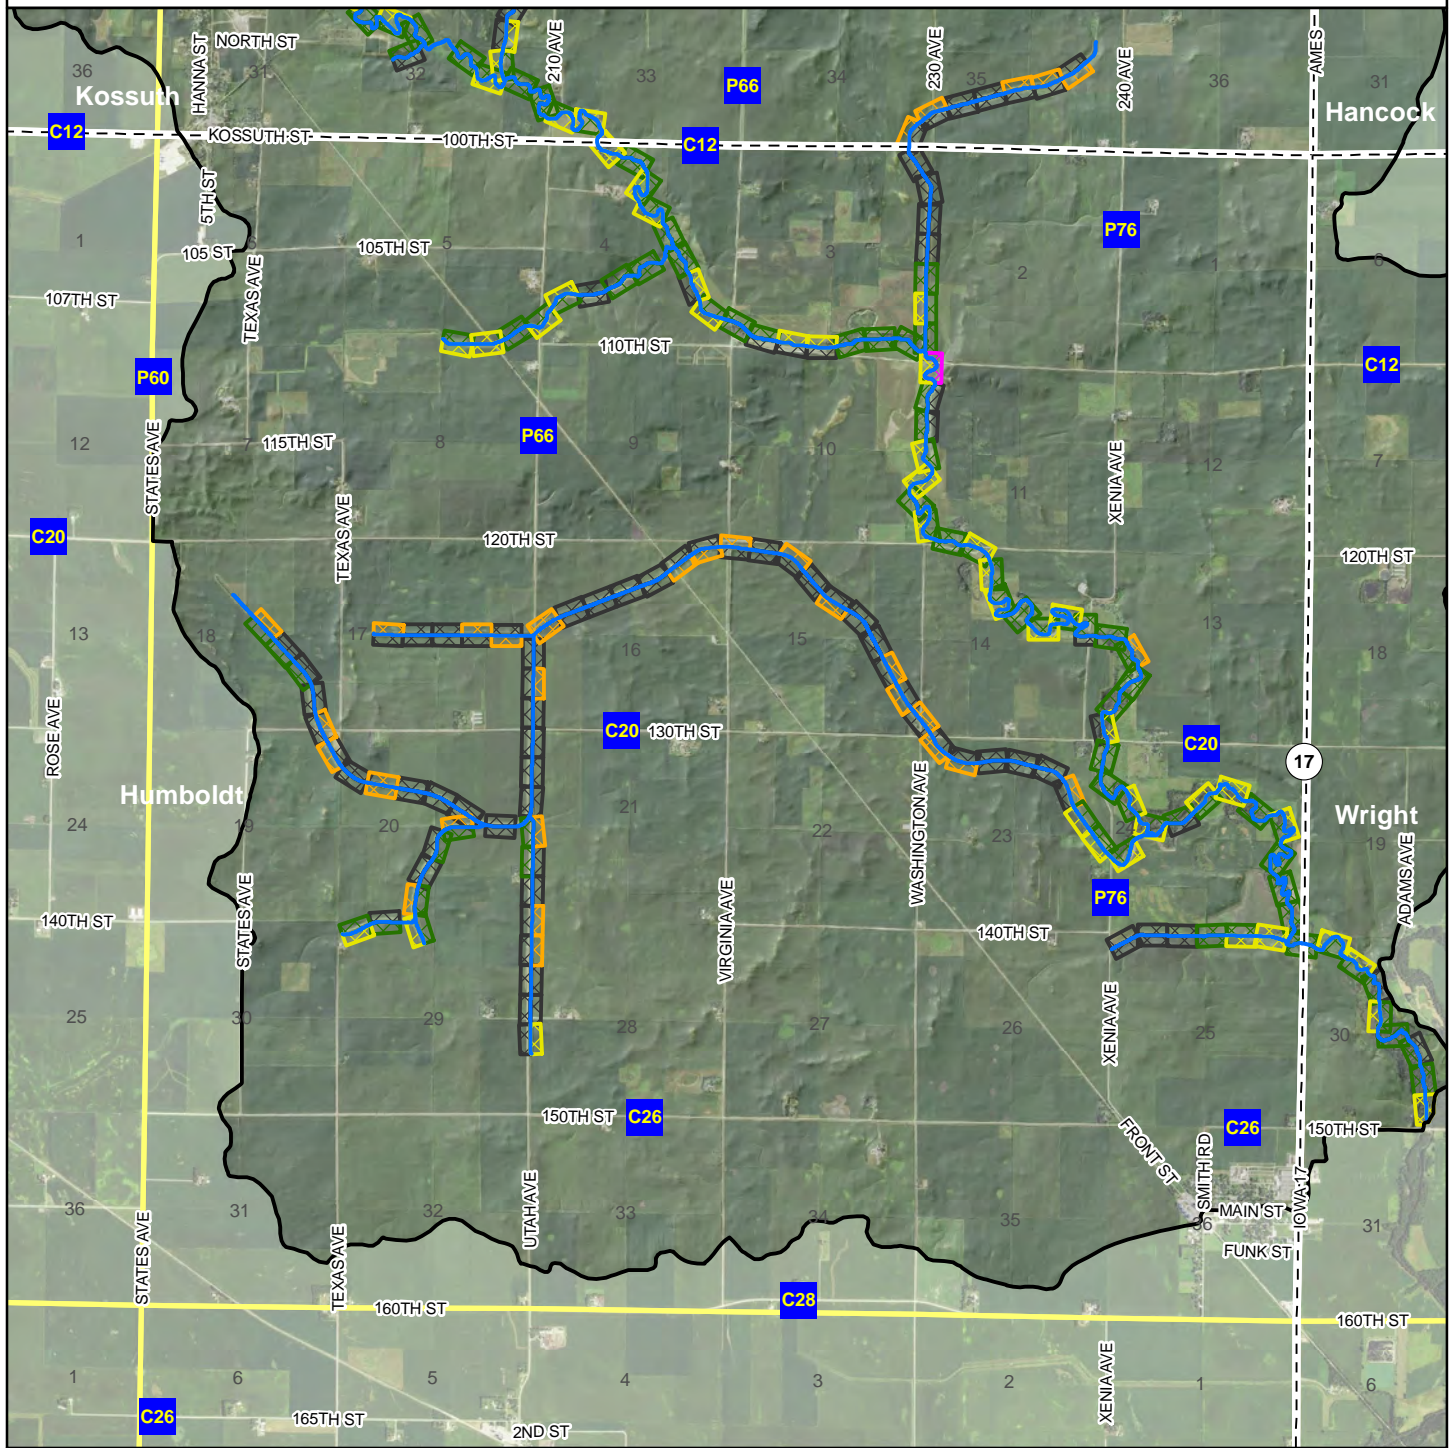 NORTH ST
HANNA ST
210 AVE
230 AVE
240 AVE
AMES
36
31
32
33
34
35
36
31
P66
Kossuth
Hancock
C12
KOSSUTH ST
100TH ST
C12
5TH ST
1
105 ST
6
105TH ST
5
4
3
2
P76
1
6
107TH ST
TEXAS AVE
110TH ST
P60
C12
STATES AVE
12
7
115TH ST
8
P66
9
10
11
XENIA AVE
12
7
C20
TEXAS AVE
120TH ST
120TH ST
13
18
17
16
15
14
13
18
ROSE AVE
C20
130TH ST
C20
17
Humboldt
WASHINGTON AVE
Wright
24
19
20
21
22
23
24
19
STATES AVE
VIRGINIA AVE
P76
ADAMS AVE
140TH ST
140TH ST
25
30
29
28
27
26
XENIA AVE
25
30
150TH ST
C26
FRONT ST
SMITH RD
C26
150TH ST
IOWA 17
36
31
32
UTAH AVE
33
34
35
36
MAIN ST
31
FUNK ST
STATES AVE
TEXAS AVE
160TH ST
C28
160TH ST
1
6
5
4
3
2
XENIA AVE
1
6
C26
165TH ST
2ND ST